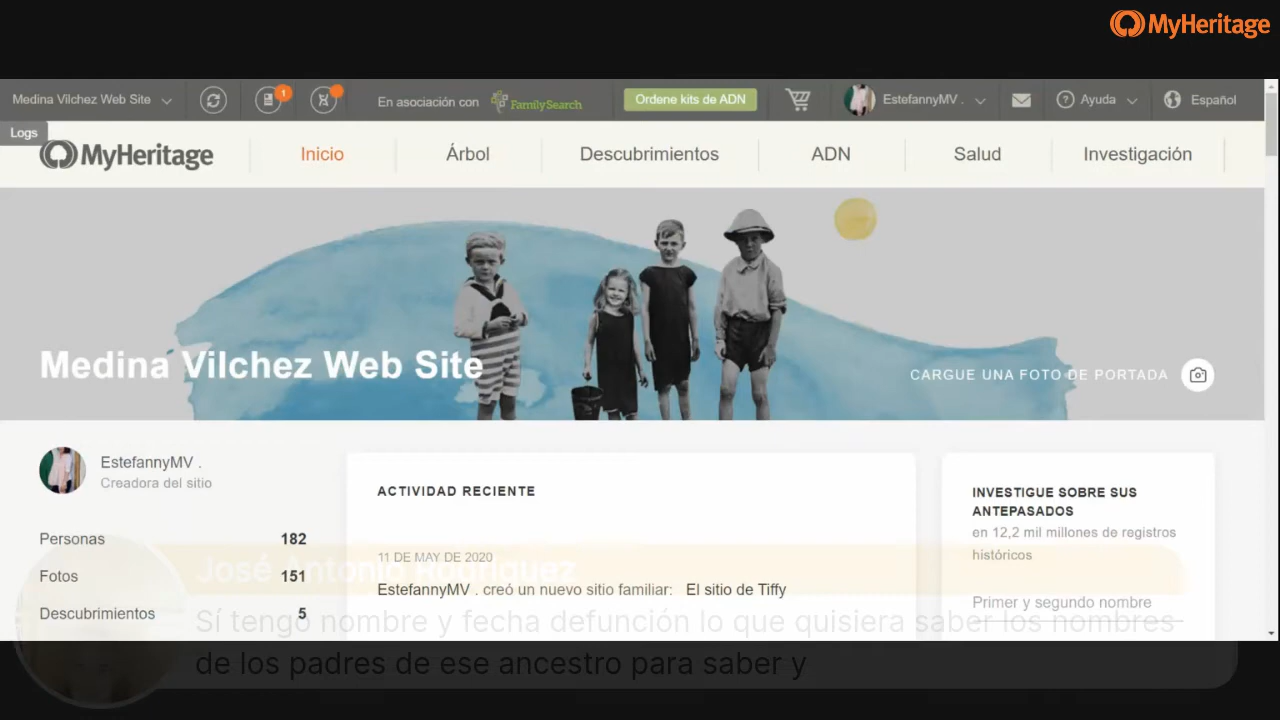 MyHeritage
Medina Vilchez Web Site
1
En asociación con FamilySearch
Ordene kits de ADN
EstefannyMV .
Ayuda
Español
Logs
MyHeritage
Inicio
Árbol
Descubrimientos
ADN
Salud
Investigación
Medina Vilchez Web Site
CARGUE UNA FOTO DE PORTADA
EstefannyMV .
Creadora del sitio
Personas 182
Fotos 151
Descubrimientos 5
ACTIVIDAD RECIENTE
11 DE MAY DE 2020
EstefannyMV . creó un nuevo sitio familiar: El sitio de Tiffy
INVESTIGUE SOBRE SUS
ANTEPASADOS
en 12,2 mil millones de registros
históricos
Primer y segundo nombre
José Antonio Rodriguez
Sí tengo nombre y fecha defunción lo que quisiera saber los nombres
de los padres de ese ancestro para saber y